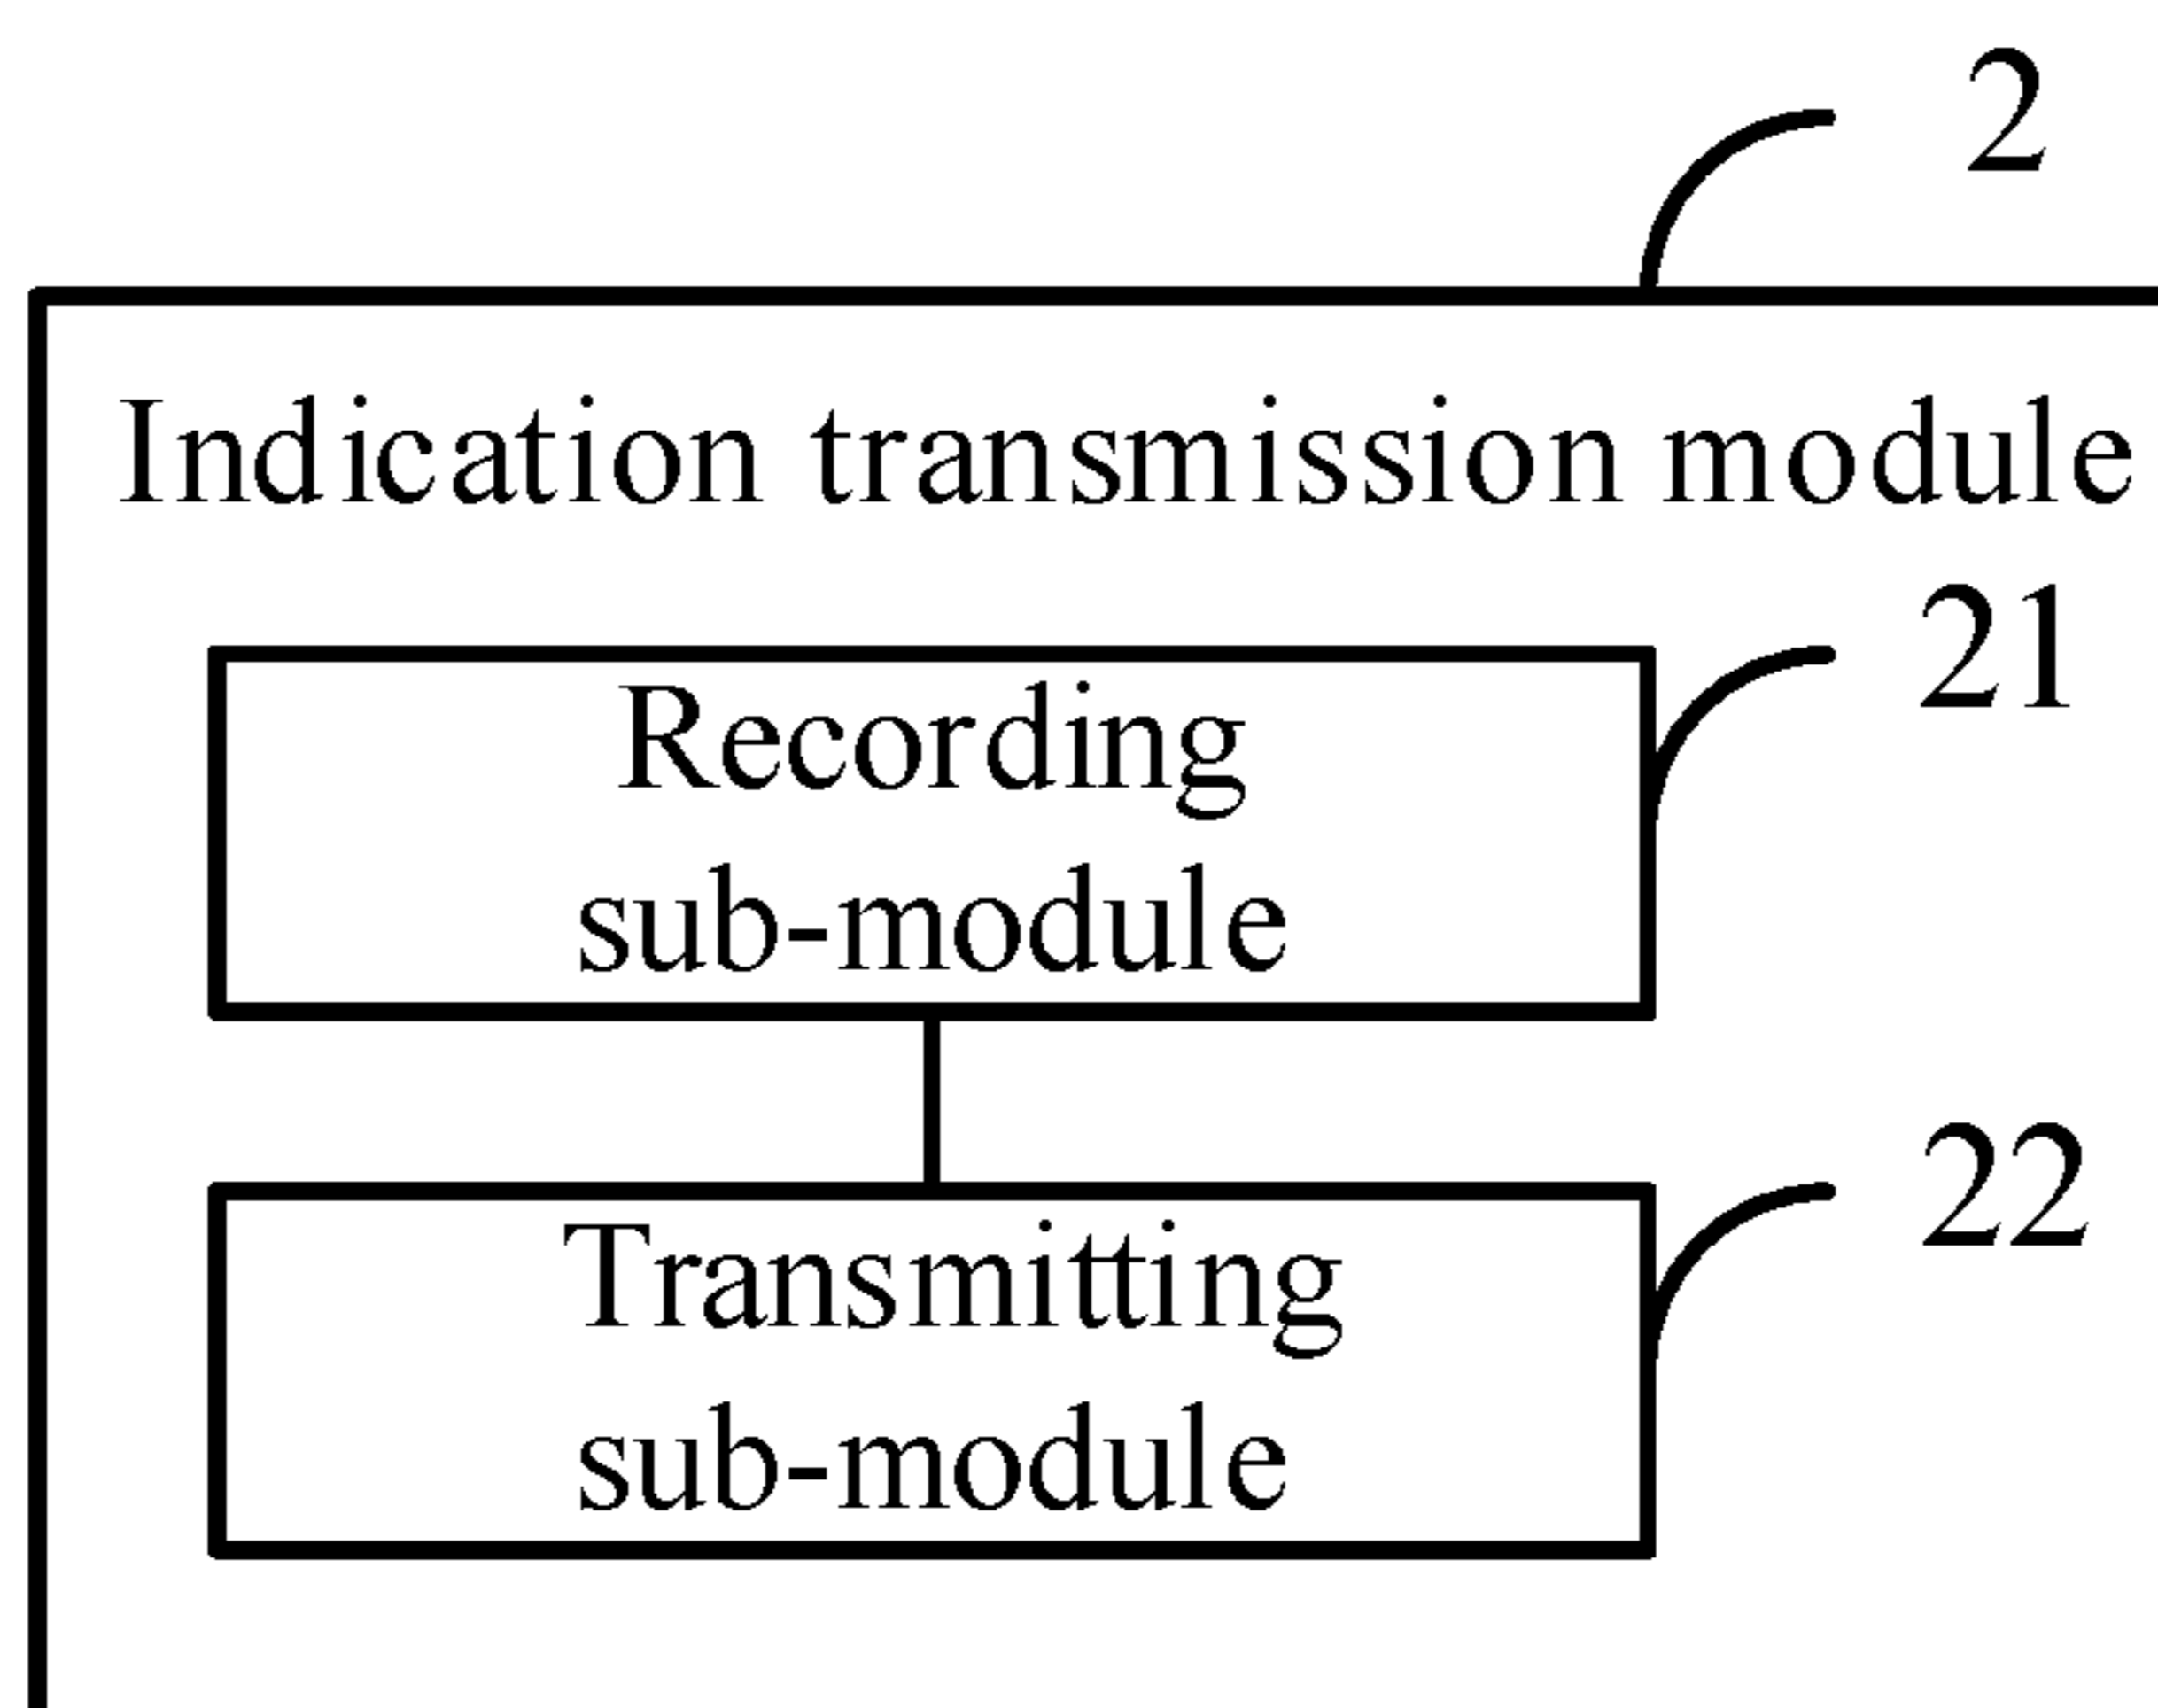 2
Indication transmission module
21
Recording
sub-module
22
Transmitting
sub-module